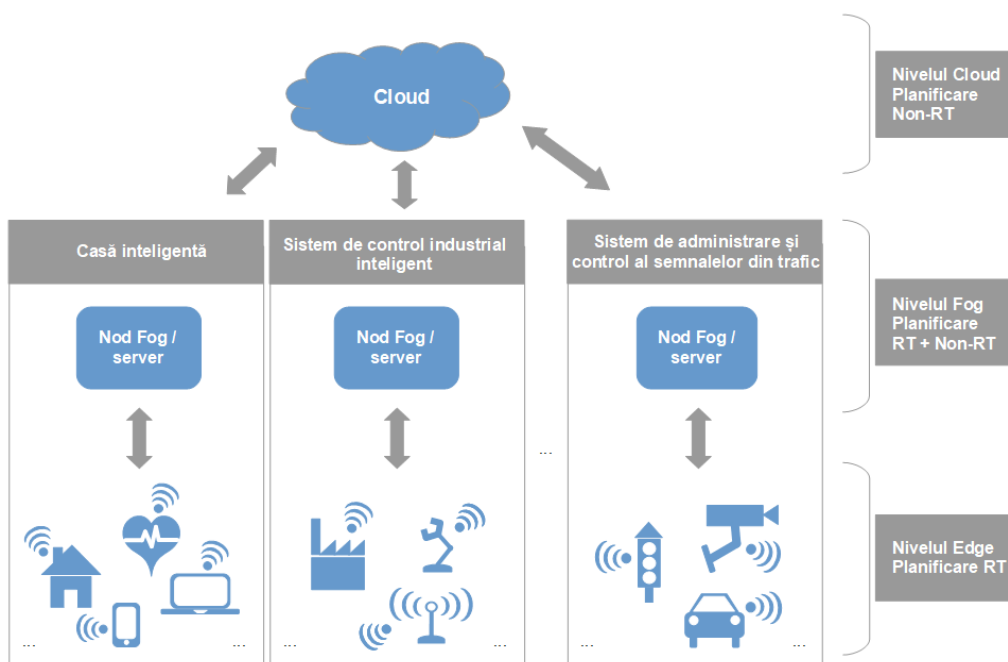 Cloud
Nivelul Cloud
Planificare
Non-RT
Casă inteligentă
Sistem de control industrial
inteligent
Sistem de administrare și
control al semnalelor din trafic
Nod Fog /
server
Nod Fog /
server
Nod Fog /
server
Nivelul Fog
Planificare
RT + Non-RT
...
Nivelul Edge
Planificare RT
...
...
...
...
...
...